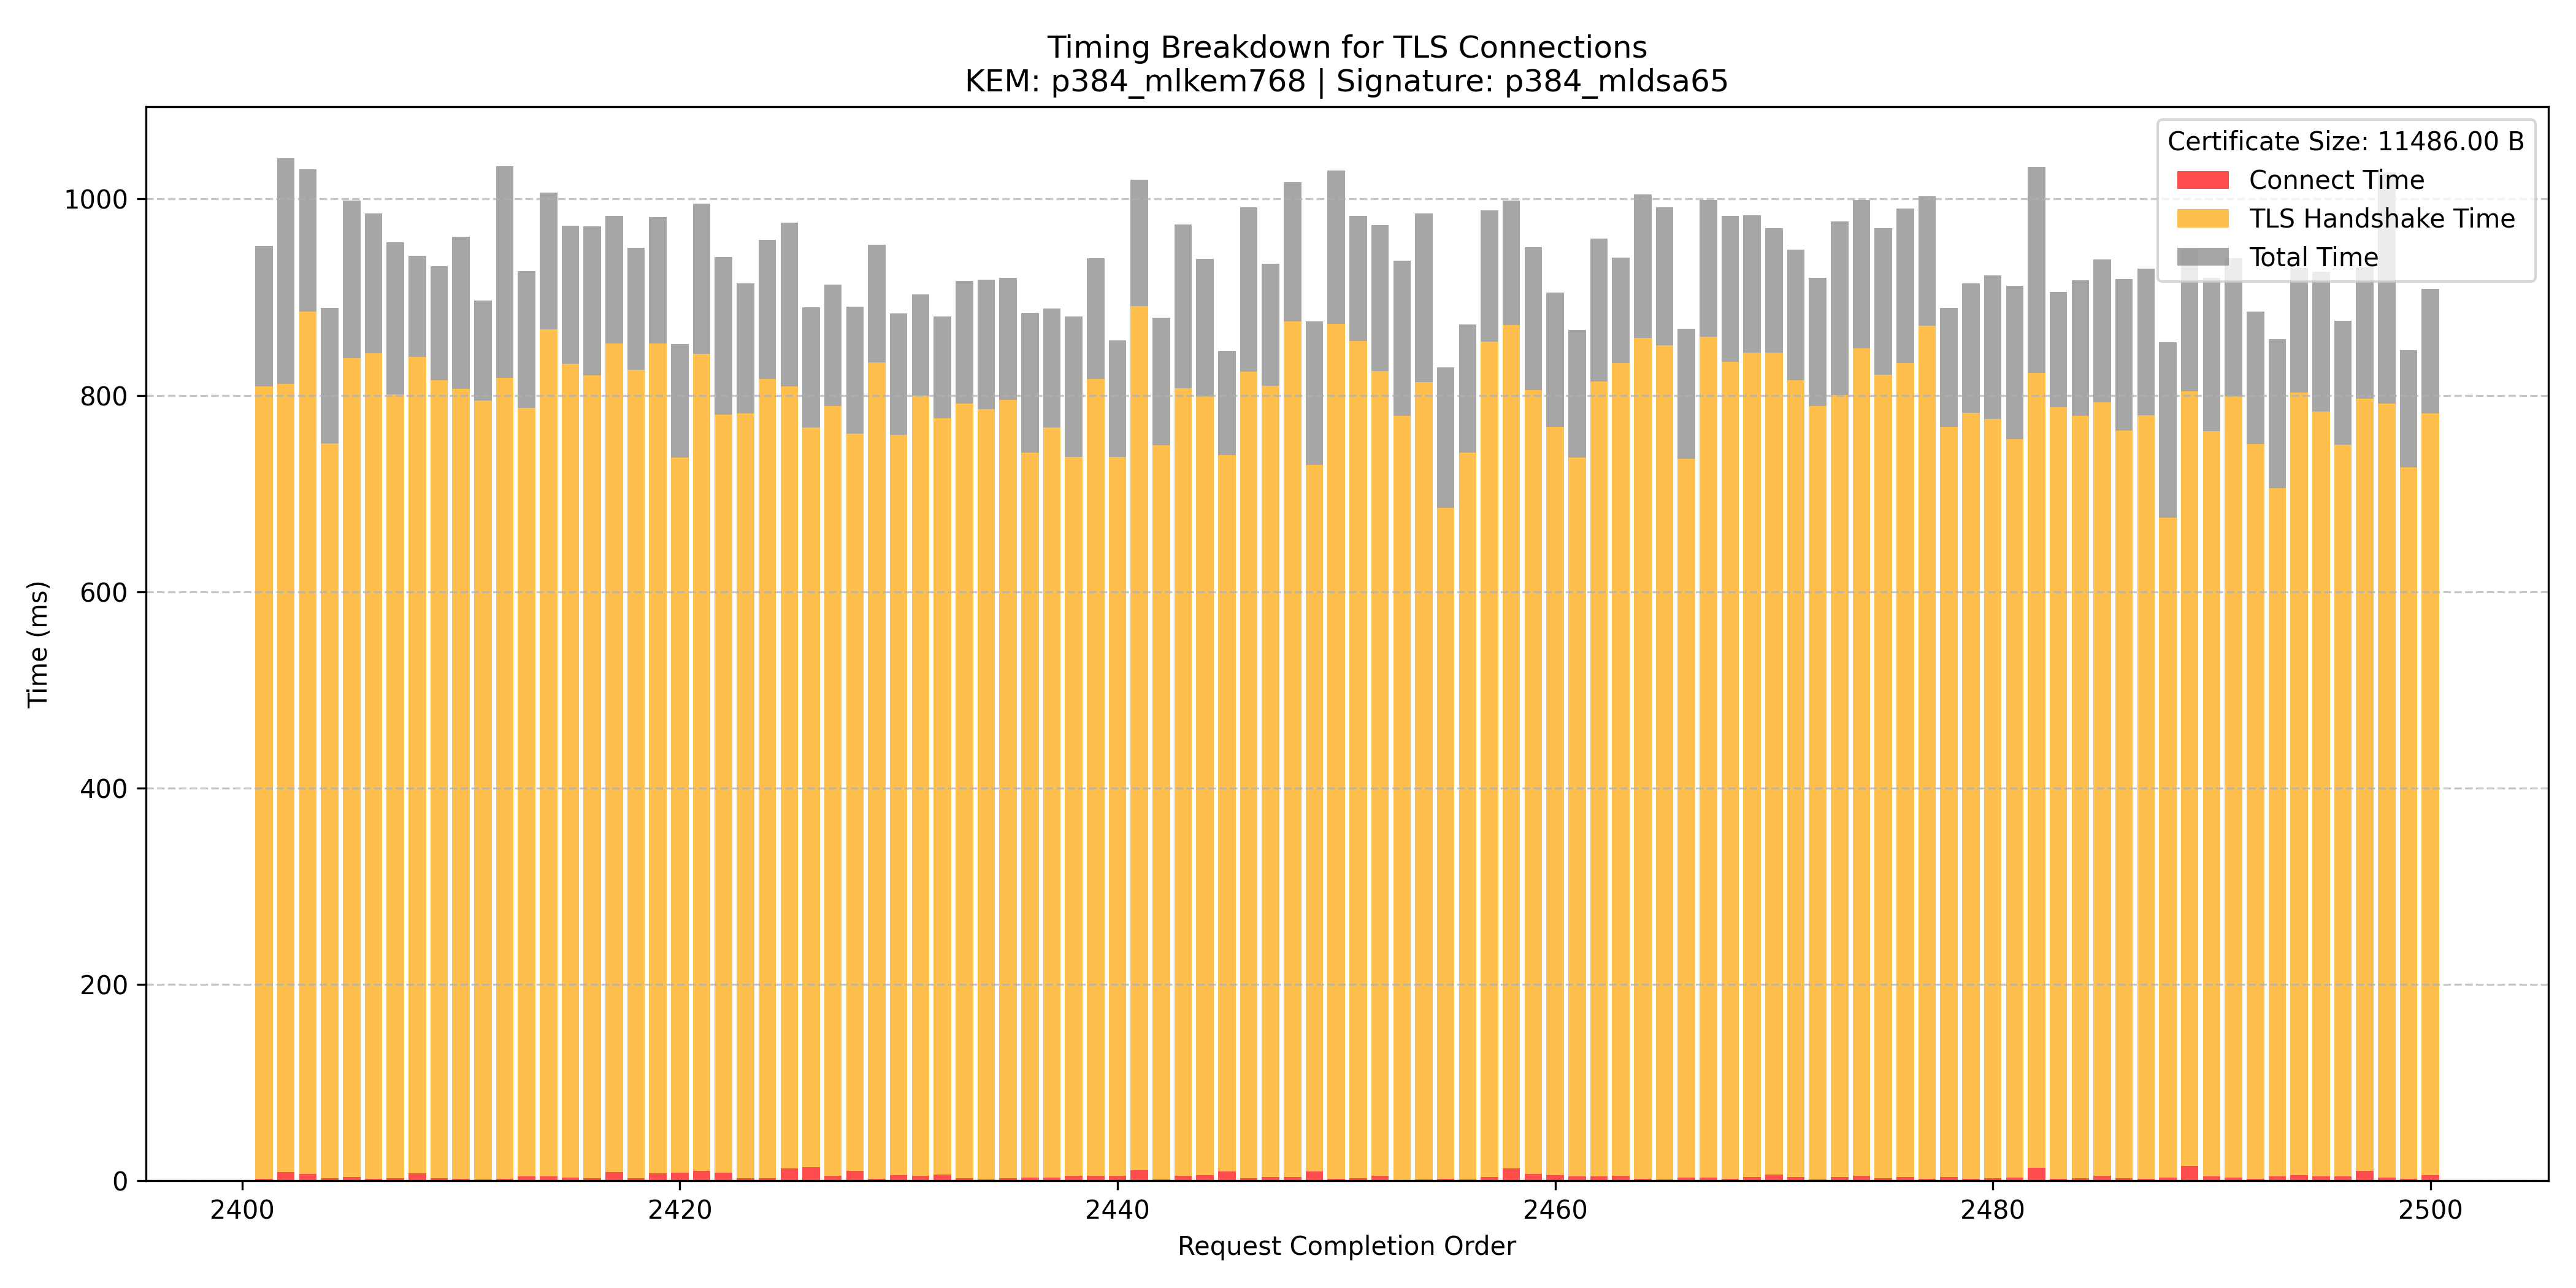 Timing Breakdown for TLS Connections
KEM: p384_mlkem768 | Signature: p384_mldsa65
Certificate Size: 11486.00 B
Connect Time
TLS Handshake Time
Total Time
Time (ms)
1000
800
600
400
200
0
2400
2420
2440
2460
2480
2500
Request Completion Order